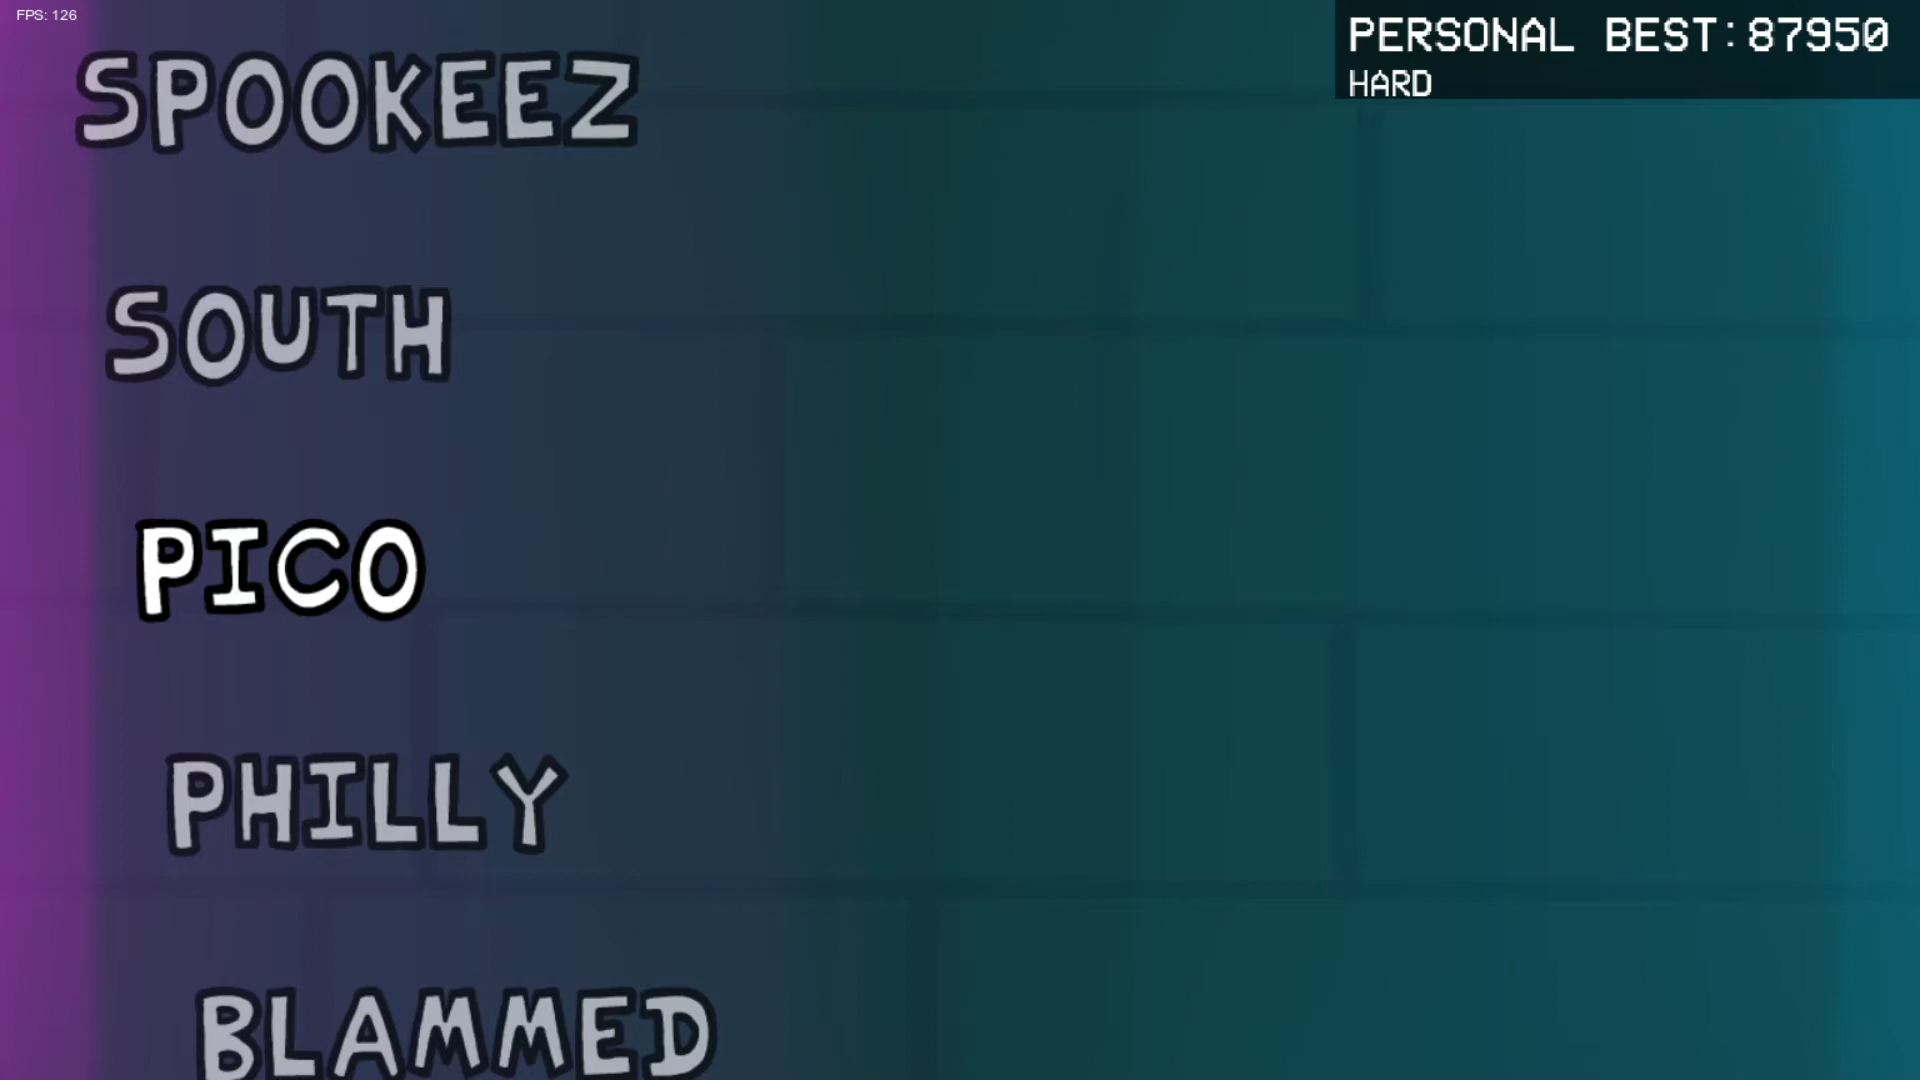 FPS: 126
PERSONAL BEST:87950
HARD
SPOOKEEZ
SOUTH
PICO
PHILLY
BLAMMED